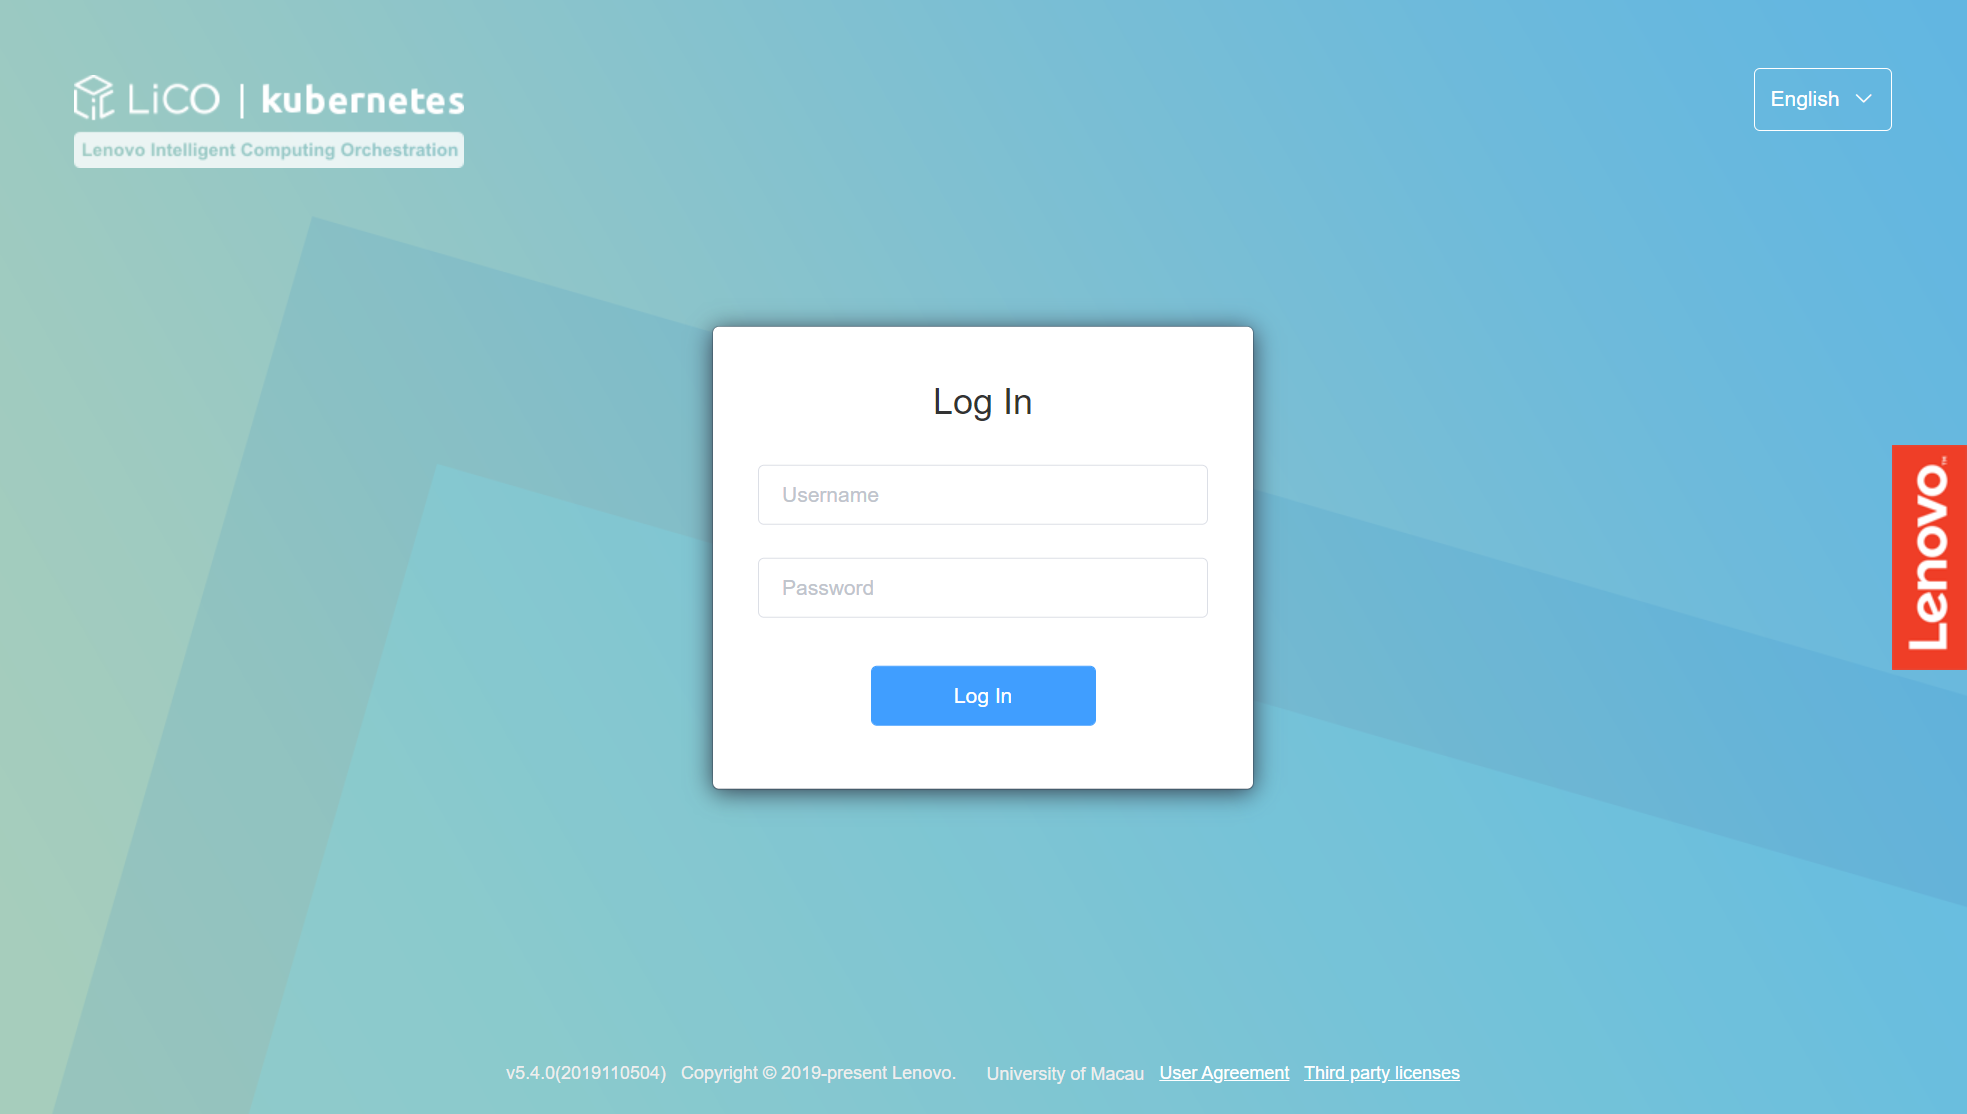 LiCO | kubernetes
Lenovo Intelligent Computing Orchestration
English
Log In
Username
Password
Log In
Lenovo™
v5.4.0(2019110504) Copyright © 2019-present Lenovo. University of Macau User Agreement Third party licenses